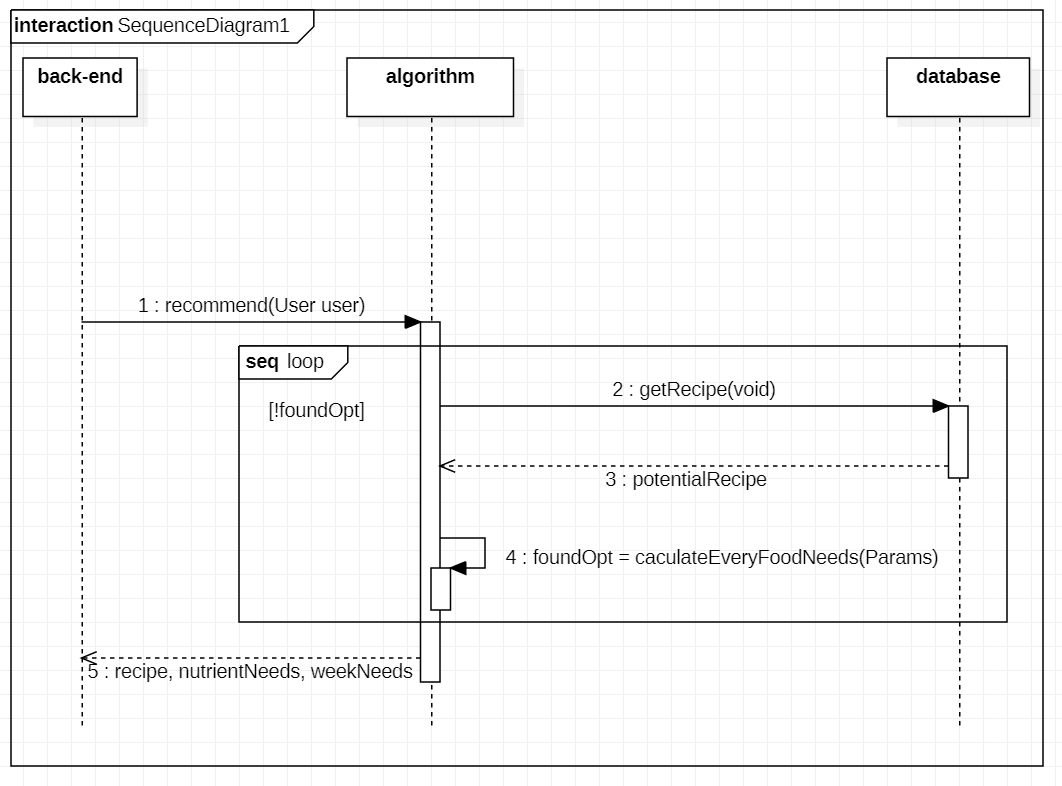 interaction SequenceDiagram1
back-end
algorithm
database
1 : recommend(User user)
seq loop
2 : getRecipe(void)
[!foundOpt]
3 : potentialRecipe
4 : foundOpt = caculateEveryFoodNeeds(Params)
5 : recipe, nutrientNeeds, weekNeeds